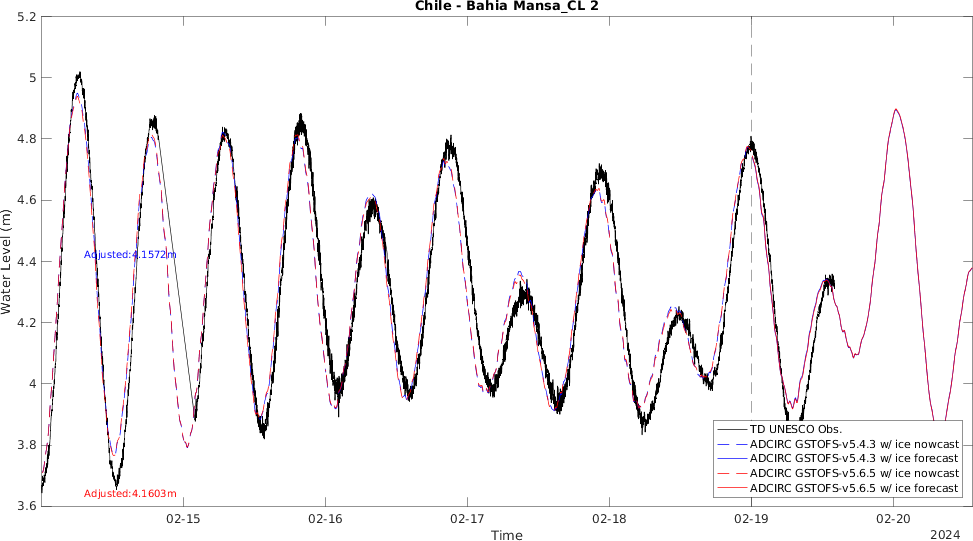 Chile - Bahia Mansa_CL 2
5.2
5
4.8
4.6
4.4
4.2
4
3.8
3.6
Water Level (m)
Adjusted:4.1572m
Adjusted:4.1603m
TD UNESCO Obs.
ADCIRC GSTOFS-v5.4.3 w/ ice nowcast
ADCIRC GSTOFS-v5.4.3 w/ ice forecast
ADCIRC GSTOFS-v5.6.5 w/ ice nowcast
ADCIRC GSTOFS-v5.6.5 w/ ice forecast
02-15 02-16 02-17 02-18 02-19 02-20
Time
2024